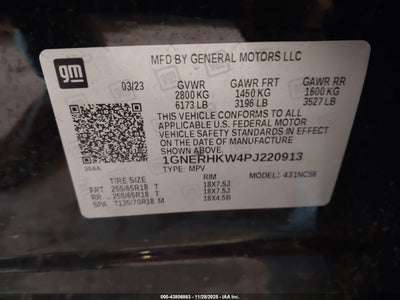 gm
MFD BY GENERAL MOTORS LLC
03/23 GVWR GAWR FRT GAWR RR
2800 KG 1450 KG 1600 KG
6173 LB 3196 LB 3527 LB
THIS VEHICLE CONFORMS TO ALL
APPLICABLE U.S. FEDERAL MOTOR
VEHICLE SAFETY STANDARDS IN EFFECT
ON THE DATE OF MANUFACTURE SHOWN ABOVE.
1GNERHKW4PJ220913
TYPE: MPV MODEL: 431NC56
TIRE SIZE RIM
FRT 255/65R18 T 18X7.5J
RR 255/65R18 T 18X7.5J
SPA T135/70R18 M 18X4.5B
000-43806863 | 11/28/2025 - IAA, Inc.